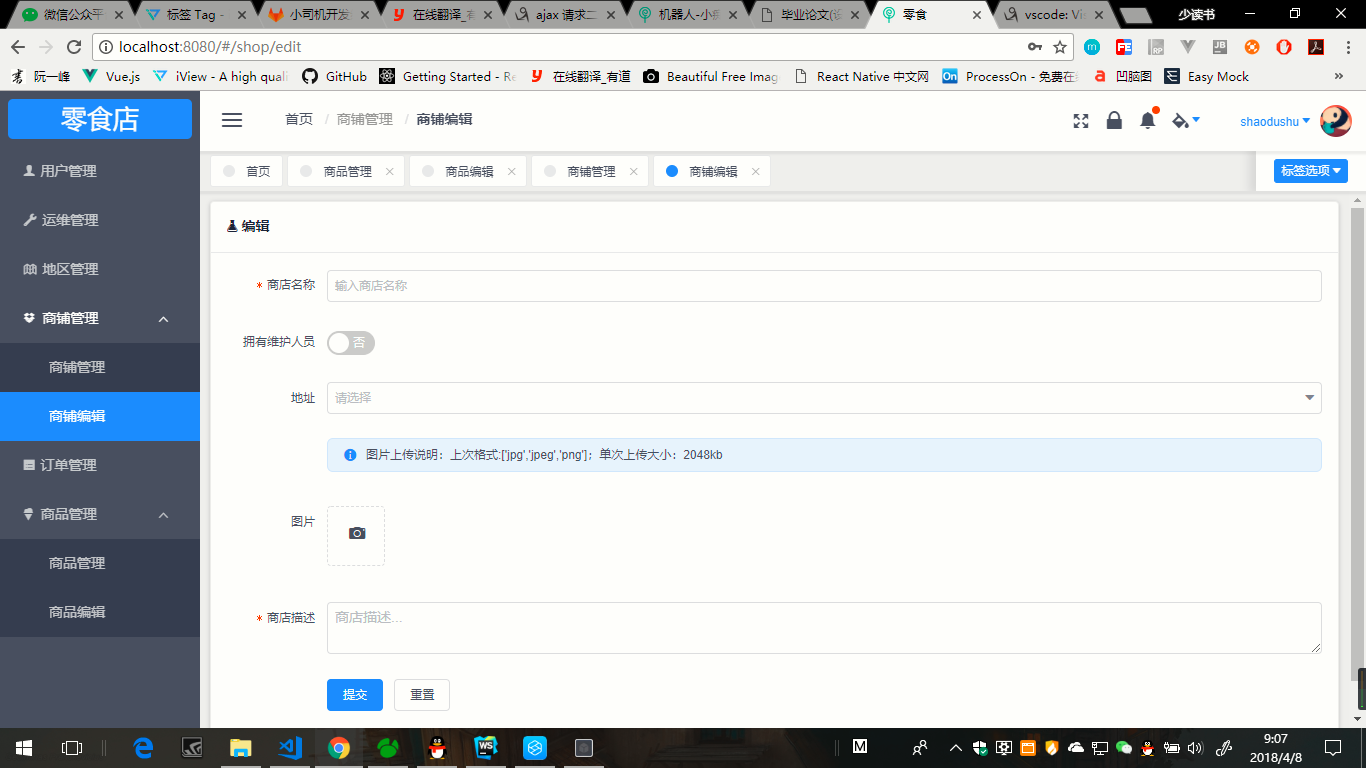 微信公众平
标签 Tag -
小司机开发
在线翻译_有
ajax 请求二
机器人-小
毕业论文(
零食
vscode: Vis
少读书
localhost:8080/#/shop/edit
阮一峰
Vue.js
iView - A high quali
GitHub
Getting Started - Re
在线翻译_有道
Beautiful Free Imag
React Native 中文网
ProcessOn - 免费在
凹脑图
Easy Mock
»
零食店
首页 / 商铺管理 / 商铺编辑
shaodushu
首页
商品管理
商品编辑
商铺管理
商铺编辑
标签选项
用户管理
运维管理
地区管理
商铺管理
商铺管理
商铺编辑
订单管理
商品管理
商品管理
商品编辑
编辑
* 商店名称
输入商店名称
拥有维护人员
否
地址
请选择
图片上传说明：上次格式:['jpg','jpeg','png']；单次上传大小：2048kb
图片
* 商店描述
商店描述...
提交
重置
M
9:07
2018/4/8